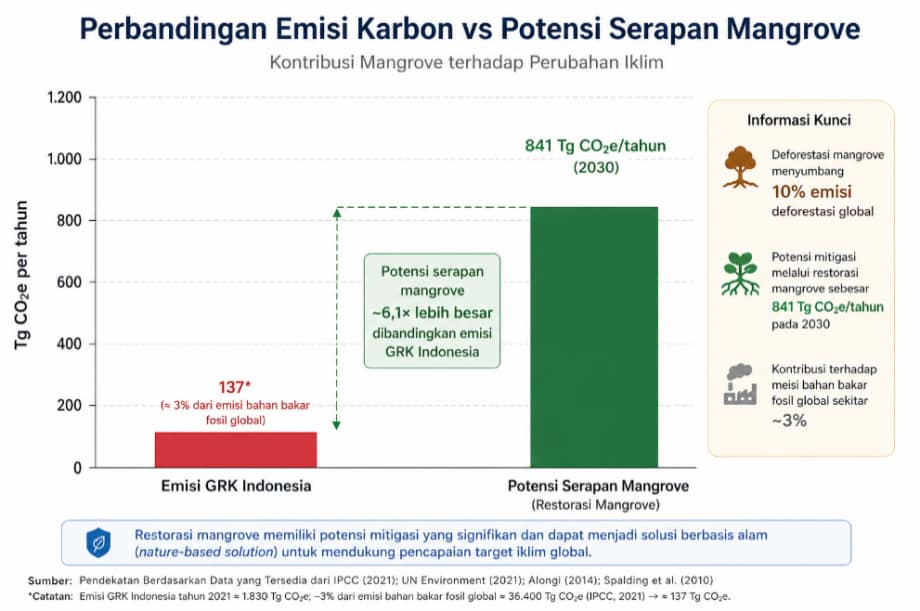 Perbandingan Emisi Karbon vs Potensi Serapan Mangrove
Kontribusi Mangrove terhadap Perubahan Iklim
Tg CO₂e per tahun
1.200
1.000
800
600
400
200
0
137*
(≈ 3% dari emisi bahan bakar
fosil global)
Potensi serapan
mangrove
~6,1× lebih besar
dibandingkan emisi
GRK Indonesia
841 Tg CO₂e/tahun
(2030)
Emisi GRK Indonesia
Potensi Serapan Mangrove
(Restorasi Mangrove)
Informasi Kunci
Deforestasi mangrove
menyumbang
10% emisi
deforestasi global
Potensi mitigasi
melalui restorasi
mangrove sebesar
841 Tg CO₂e/tahun
pada 2030
Kontribusi terhadap
meisi bahan bakar
fosil global sekitar
~3%
Restorasi mangrove memiliki potensi mitigasi yang signifikan dan dapat menjadi solusi berbasis alam
(nature-based solution) untuk mendukung pencapaian target iklim global.
Sumber: Pendekatan Berdasarkan Data yang Tersedia dari IPCC (2021); UN Environment (2021); Alongi (2014); Spalding et al. (2010)
*Catatan: Emisi GRK Indonesia tahun 2021 ≈ 1.830 Tg CO₂e; ~3% dari emisi bahan bakar fosil global ≈ 36.400 Tg CO₂e (IPCC, 2021) → ≈ 137 Tg CO₂e.